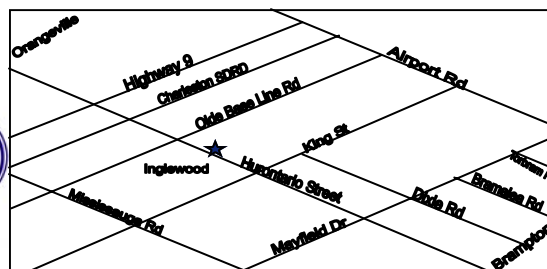 Orangeville
Highway 9
Airport Rd
Charleston SDRD
Olde Base Line Rd
King St
Inglewood
Hurontario Street
Bramalea Rd
Mississauga Rd
Dixie Rd
Mayfield Dr
Brampton